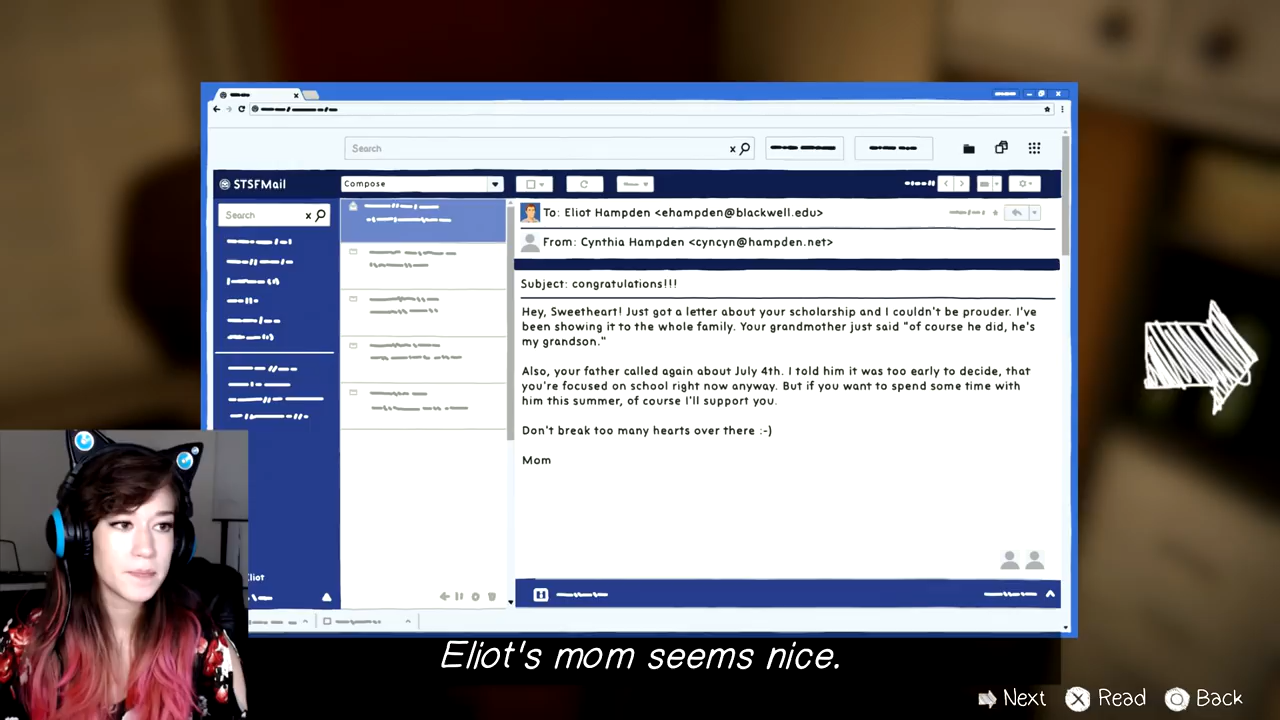 Search
STSFMail
Compose
Search
To: Eliot Hampden <ehampden@blackwell.edu>
From: Cynthia Hampden <cyncyn@hampden.net>
Subject: congratulations!!!
Hey, Sweetheart! Just got a letter about your scholarship and I couldn't be prouder. I've
been showing it to the whole family. Your grandmother just said "of course he did, he's
my grandson."
Also, your father called again about July 4th. I told him it was too early to decide, that
you're focused on school right now anyway. But if you want to spend some time with
him this summer, of course I'll support you.
Don't break too many hearts over there :-)
Mom
Eliot's mom seems nice.
Next
Read
Back